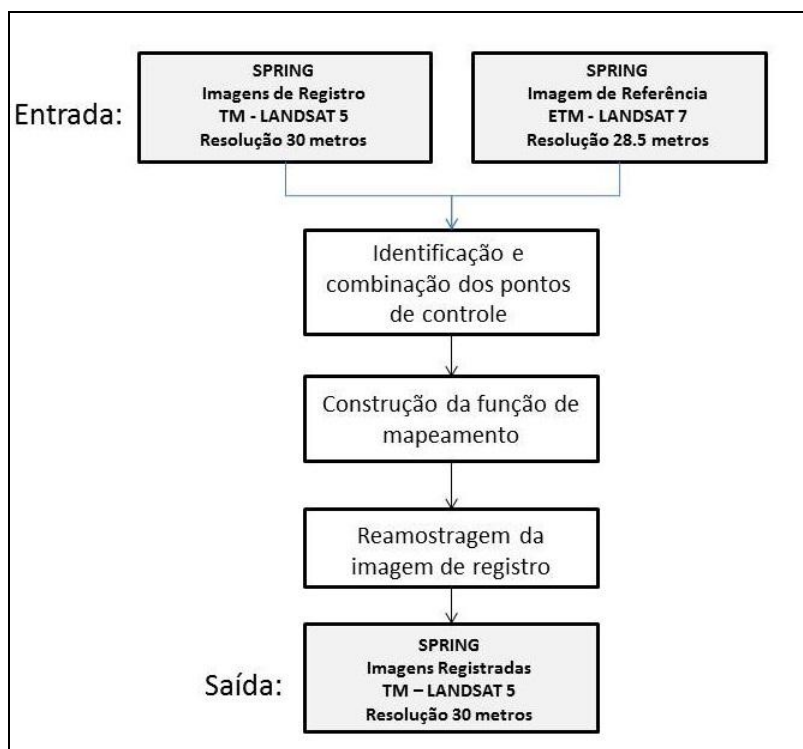 Entrada:
SPRING
Imagens de Registro
TM - LANDSAT 5
Resolução 30 metros
SPRING
Imagem de Referência
ETM - LANDSAT 7
Resolução 28.5 metros
Identificação e
combinação dos pontos
de controle
Construção da função de
mapeamento
Reamostragem da
imagem de registro
Saída:
SPRING
Imagens Registradas
TM – LANDSAT 5
Resolução 30 metros